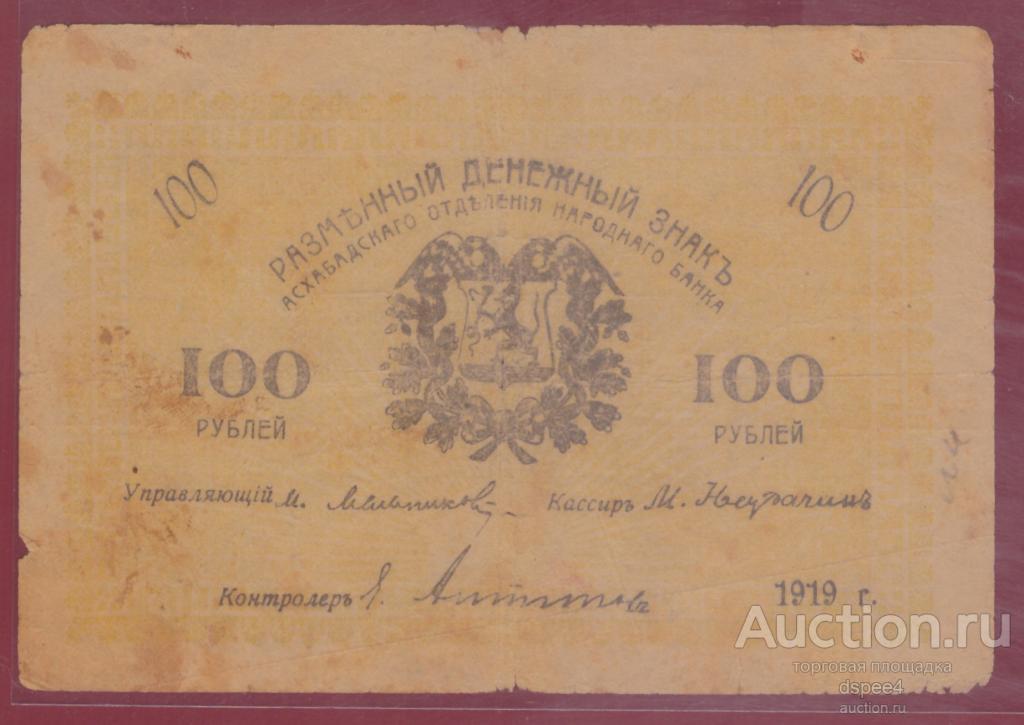 100
100
РАЗМѢННЫЙ ДЕНЕЖНЫЙ ЗНАКЪ
АСХАБАДСКАГО ОТДѢЛЕНІЯ НАРОДНАГО БАНКА
100
РУБЛЕЙ
100
РУБЛЕЙ
Управляющій М. Мельниковъ Кассиръ М.
Контролеръ
1919 г.
Auction.ru
торговая площадка
dspee4
auction.ru